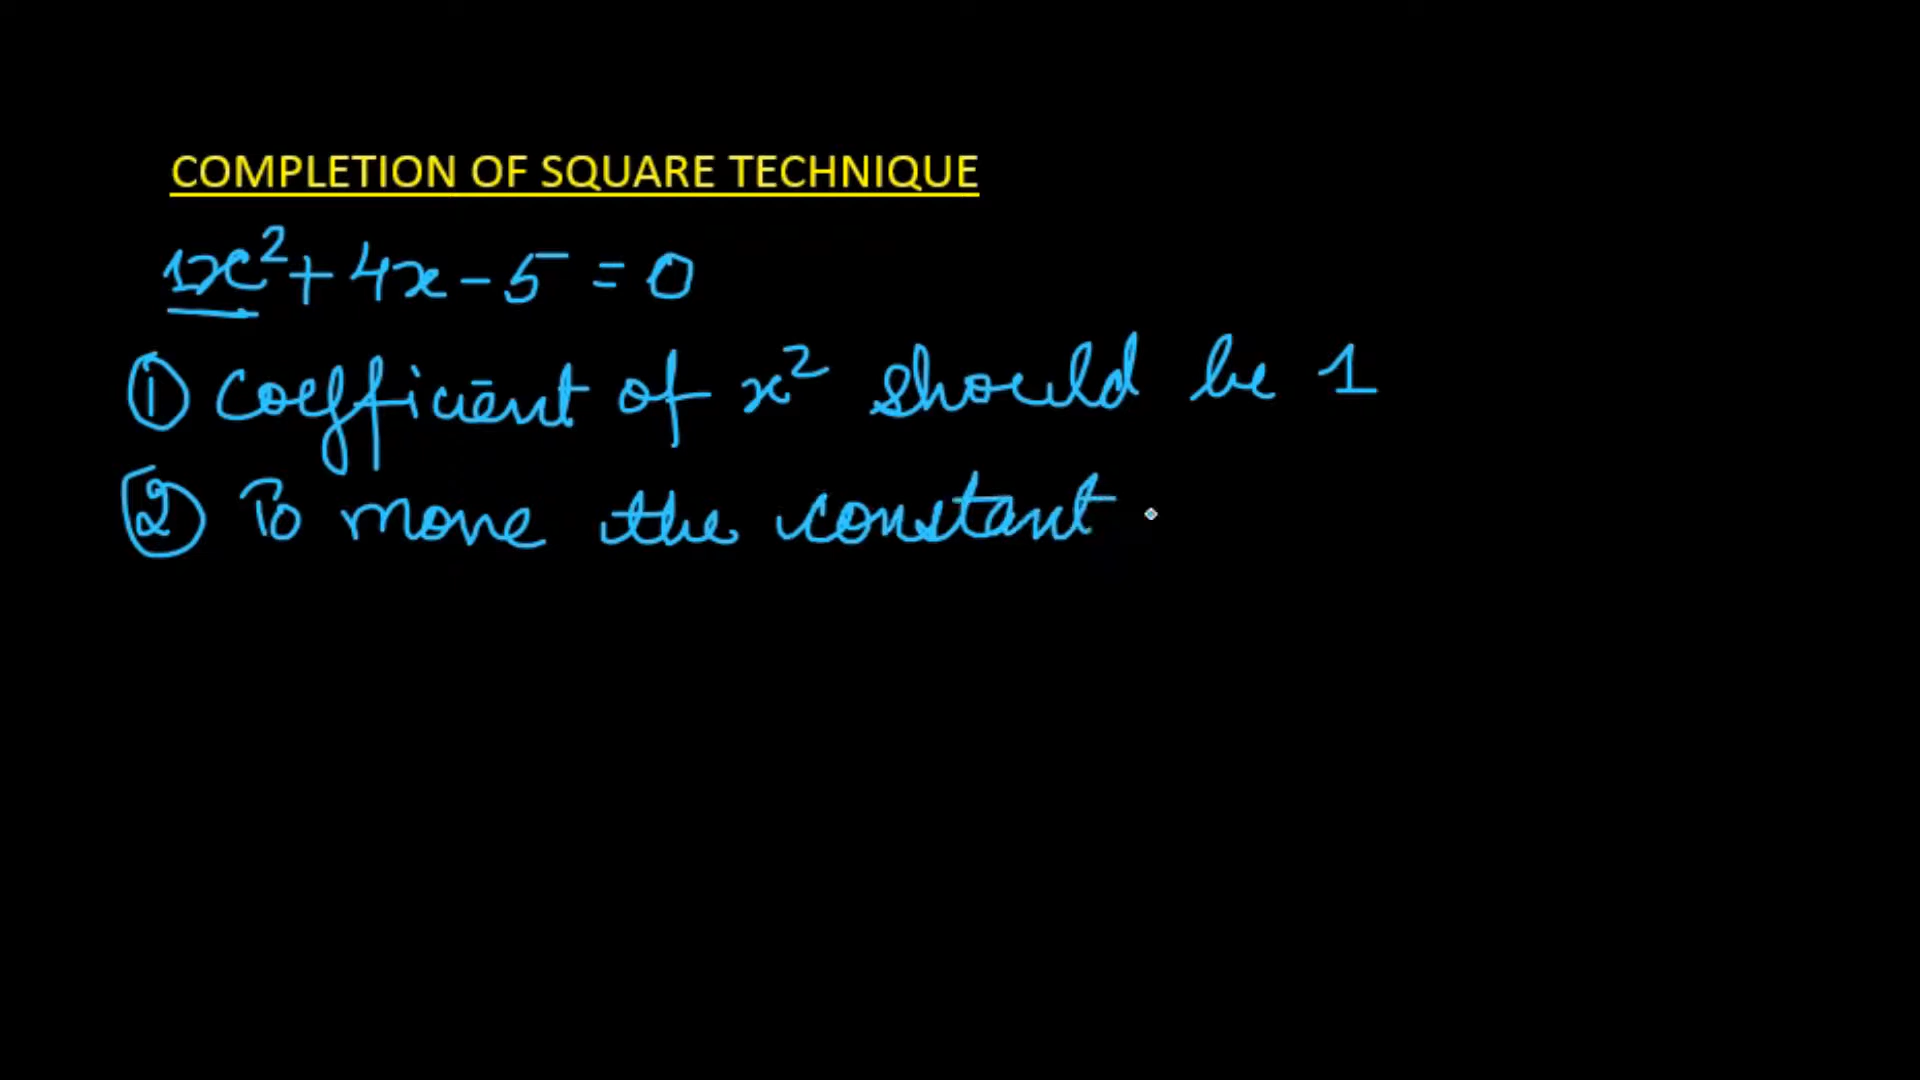 COMPLETION OF SQUARE TECHNIQUE
1x² + 4x - 5 = 0
① Coefficient of x² should be 1
② To move the constant